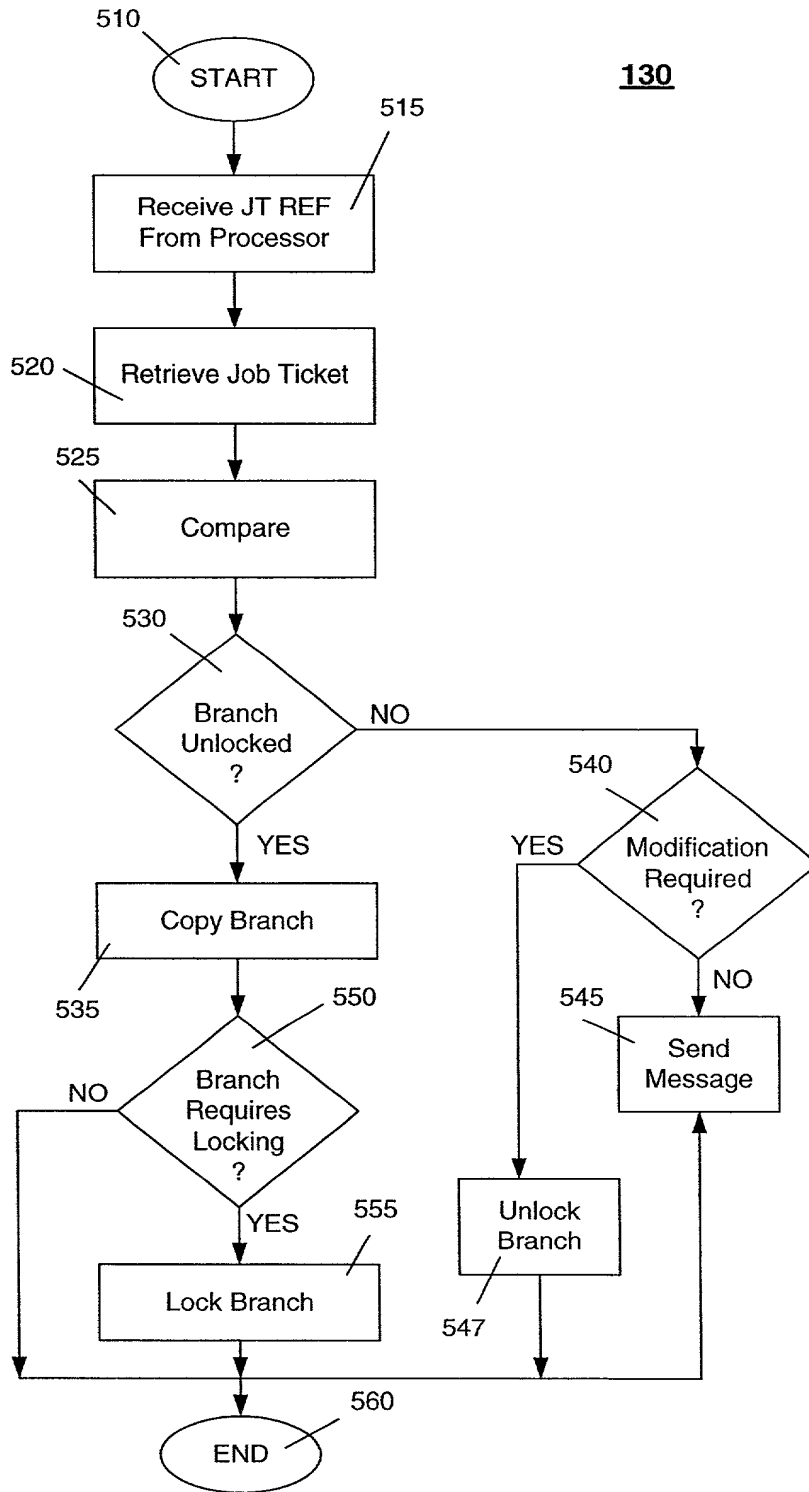 510
START
130
515
Receive JT REF
From Processor
520
Retrieve Job Ticket
525
Compare
530
Branch
Unlocked
?
NO
540
Modification
Required
?
YES
YES
NO
Copy Branch
535
550
Branch
Requires
Locking
?
NO
545
Send
Message
YES
555
Lock Branch
Unlock
Branch
547
560
END